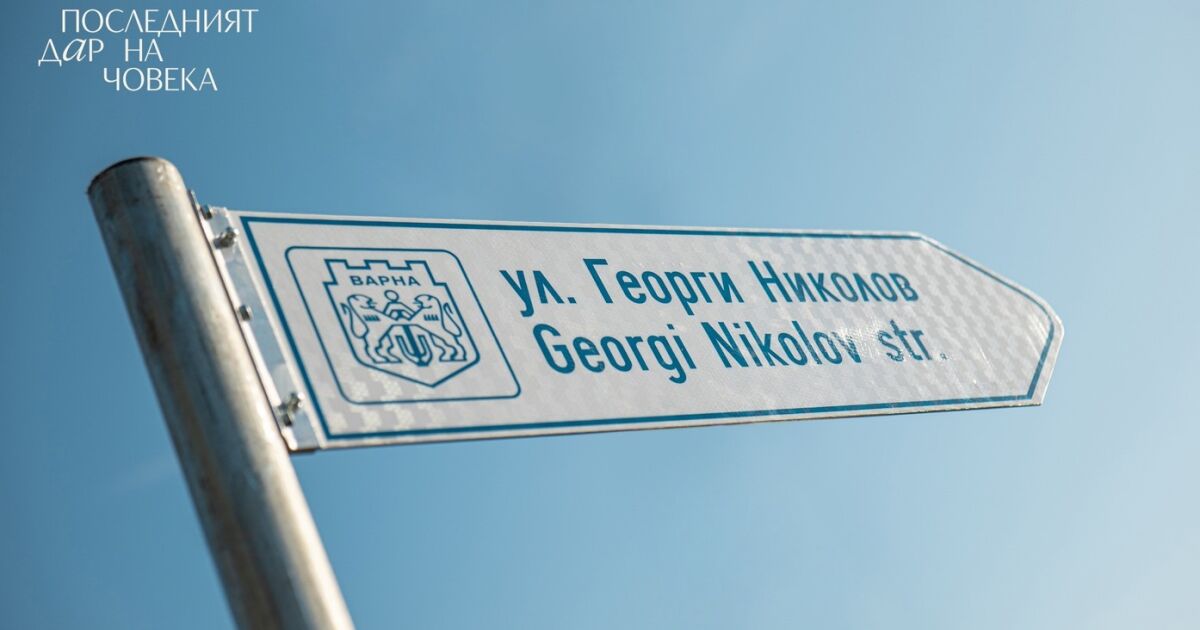 ПОСЛЕДНИЯТ
ДАР НА
ЧОВЕКА
ВАРНА
ул. Георги Николов
Georgi Nikolov str.